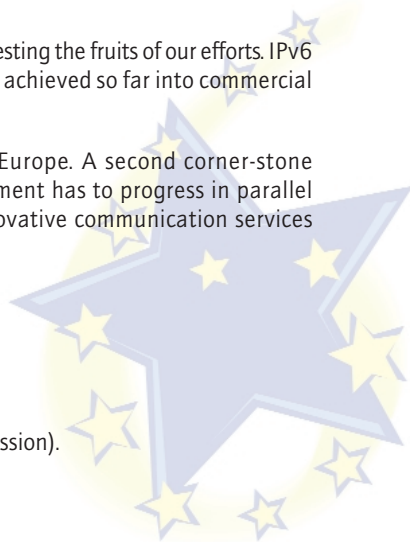 esting the fruits of our efforts. IPv6
achieved so far into commercial
Europe. A second corner-stone
ment has to progress in parallel
ovative communication services
ssion).